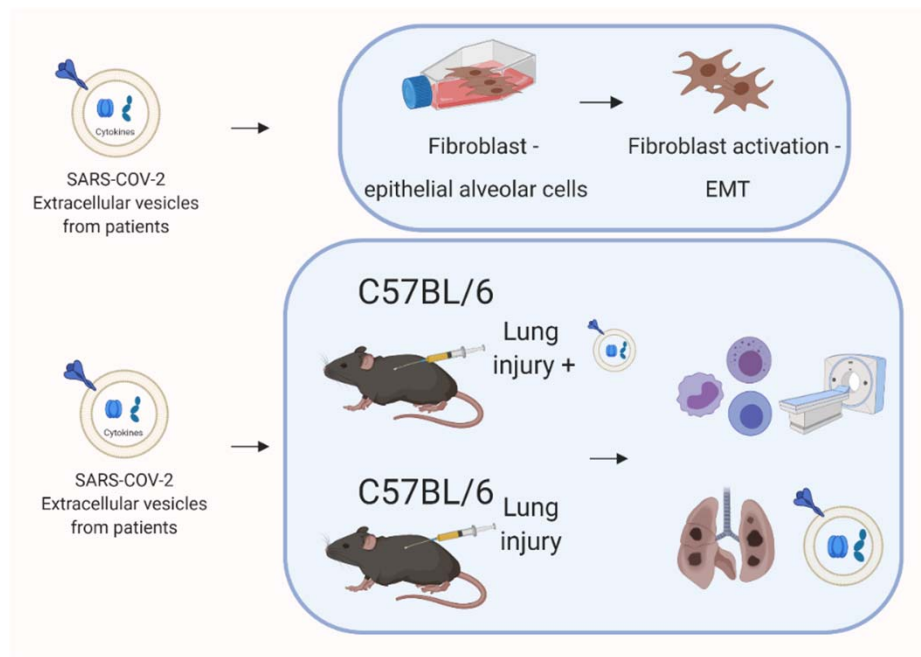 Cytokines
SARS-COV-2
Extracellular vesicles
from patients
Fibroblast -
epithelial alveolar cells
Fibroblast activation -
EMT
Cytokines
SARS-COV-2
Extracellular vesicles
from patients
C57BL/6
Lung
injury +
C57BL/6
Lung
injury